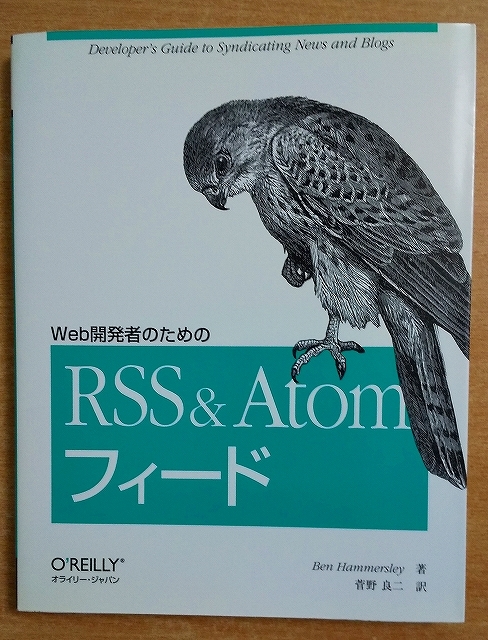 Developer's Guide to Syndicating News and Blogs
Web開発者のための
RSS & Atom
フィード
O'REILLY®
オライリー・ジャパン
Ben Hammersley 著
菅野 良二 訳